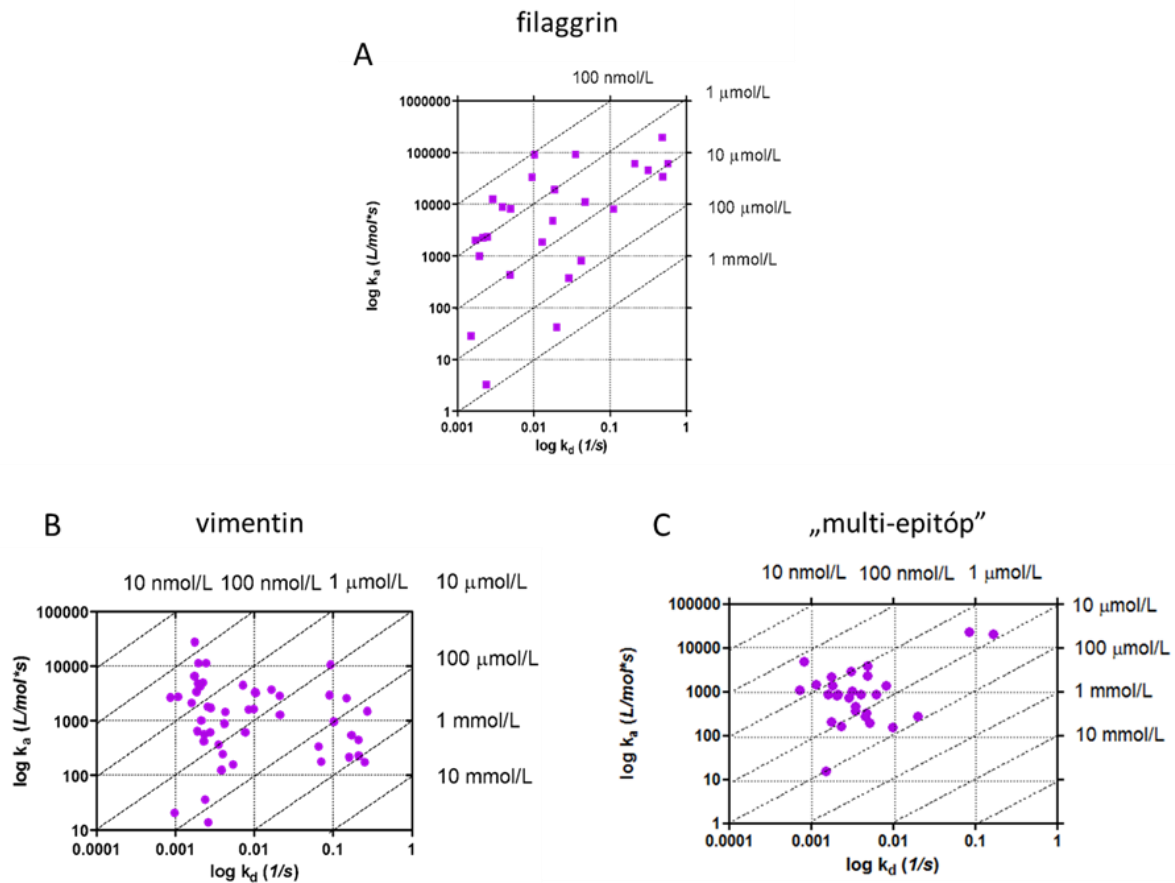 filaggrin
A
100 nmol/L
1 μmol/L
10 μmol/L
100 μmol/L
1 mmol/L
1000000
100000
10000
1000
100
10
1
log ka (L/mol*s)
0.001 0.01 0.1 1
log kd (1/s)
B
vimentin
10 nmol/L 100 nmol/L 1 μmol/L 10 μmol/L
100 μmol/L
1 mmol/L
10 mmol/L
100000
10000
1000
100
10
log ka (L/mol*s)
0.0001 0.001 0.01 0.1 1
log kd (1/s)
C
„multi-epitóp”
10 nmol/L 100 nmol/L 1 μmol/L
10 μmol/L
100 μmol/L
1 mmol/L
10 mmol/L
100000
10000
1000
100
10
1
log ka (L/mol*s)
0.0001 0.001 0.01 0.1 1
log kd (1/s)